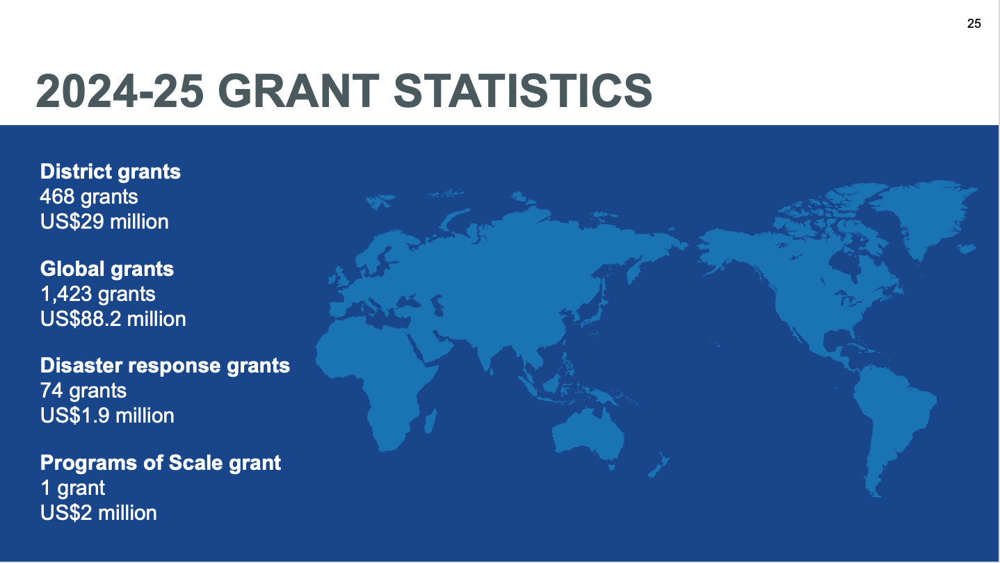 25
2024-25 GRANT STATISTICS
District grants
468 grants
US$29 million
Global grants
1,423 grants
US$88.2 million
Disaster response grants
74 grants
US$1.9 million
Programs of Scale grant
1 grant
US$2 million